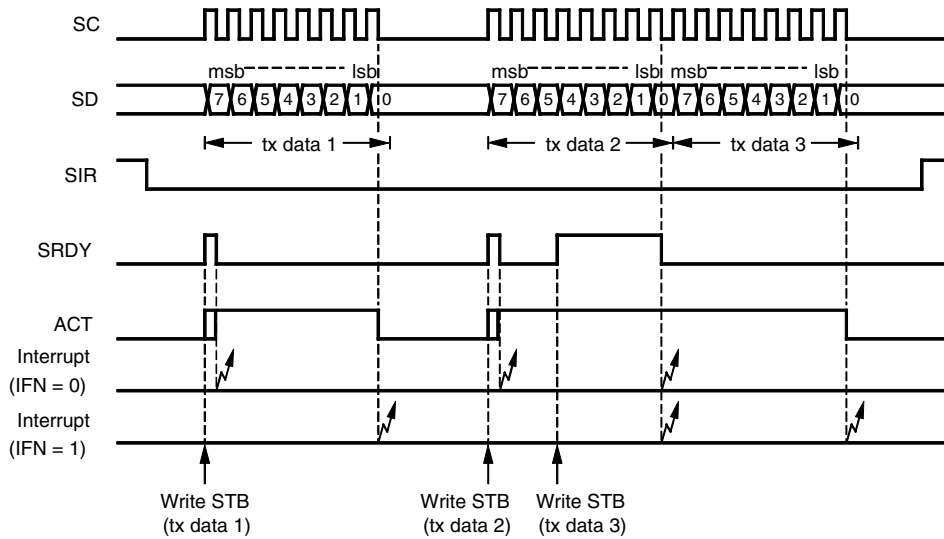 SC
msb lsb msb lsb msb lsb
SD 7 6 5 4 3 2 1 0 7 6 5 4 3 2 1 0 7 6 5 4 3 2 1 0
tx data 1 tx data 2 tx data 3
SIR
SRDY
ACT
Interrupt
(IFN = 0)
Interrupt
(IFN = 1)
Write STB Write STB Write STB
(tx data 1) (tx data 2) (tx data 3)